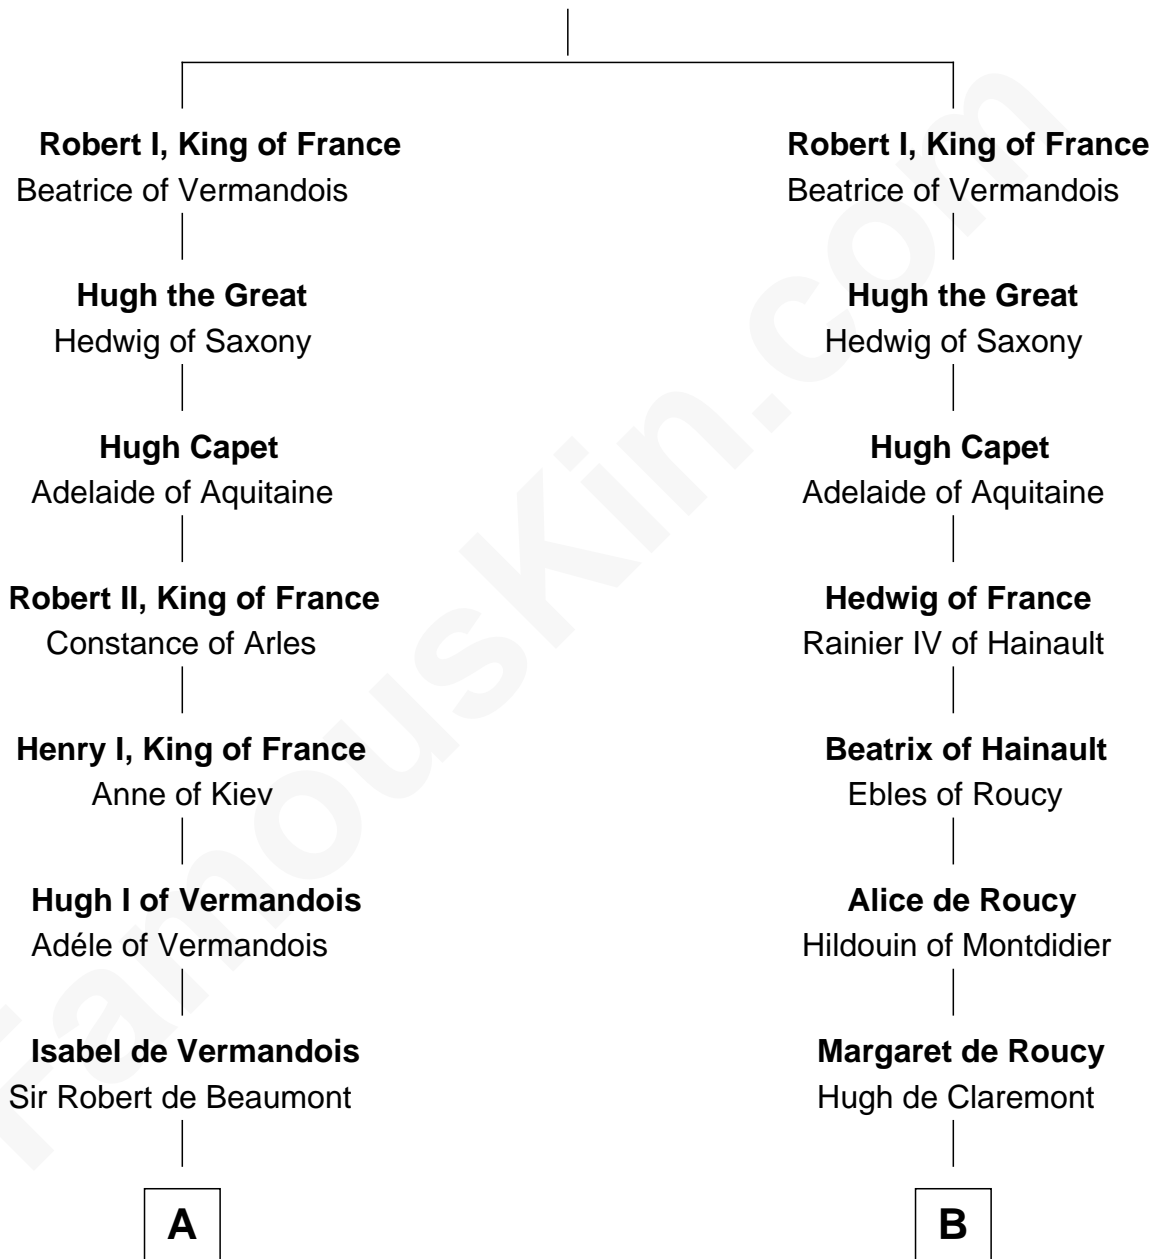 Robert I, King of France
Beatrice of Vermandois
Hugh the Great
Hedwig of Saxony
Hugh Capet
Adelaide of Aquitaine
Robert II, King of France
Constance of Arles
Henry I, King of France
Anne of Kiev
Hugh I of Vermandois
Adéle of Vermandois
Isabel de Vermandois
Sir Robert de Beaumont
A
Robert I, King of France
Beatrice of Vermandois
Hugh the Great
Hedwig of Saxony
Hugh Capet
Adelaide of Aquitaine
Hedwig of France
Rainier IV of Hainault
Beatrix of Hainault
Ebles of Roucy
Alice de Roucy
Hildouin of Montdidier
Margaret de Roucy
Hugh de Claremont
B
FamousKin.com